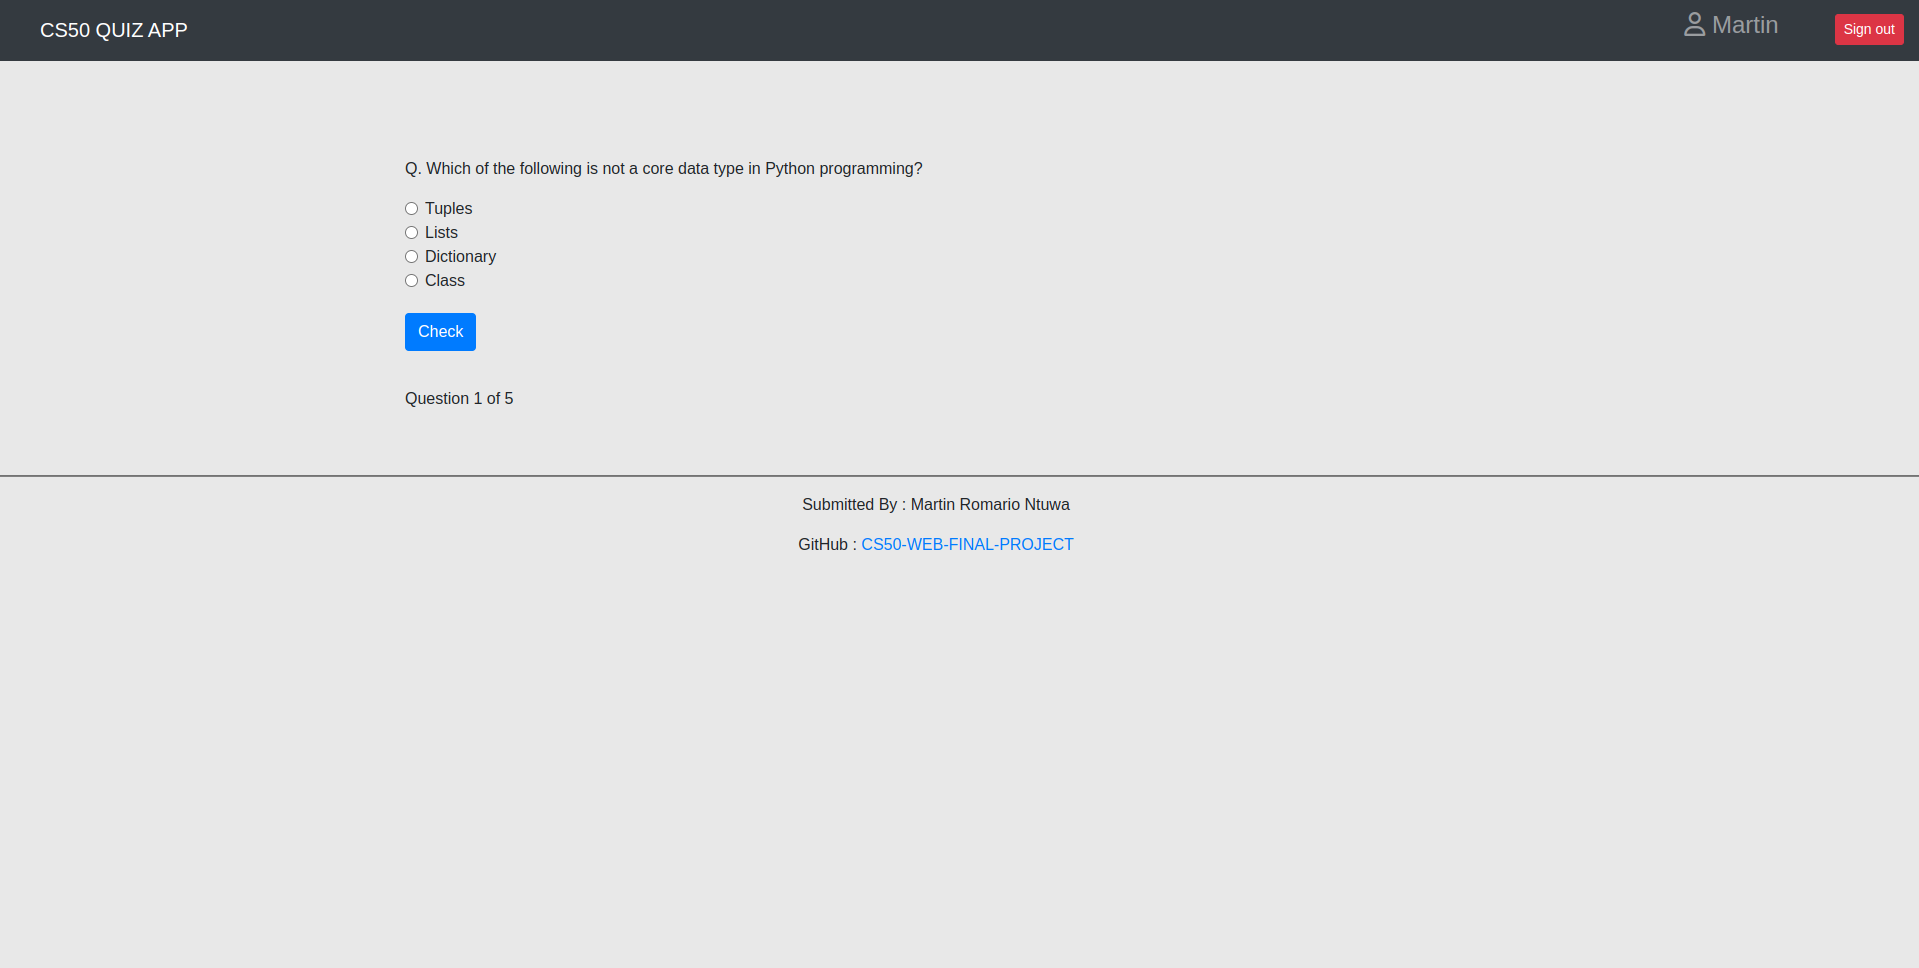 CS50 QUIZ APP
Martin
Sign out
Q. Which of the following is not a core data type in Python programming?
Tuples
Lists
Dictionary
Class
Check
Question 1 of 5
Submitted By : Martin Romario Ntuwa
GitHub : CS50-WEB-FINAL-PROJECT